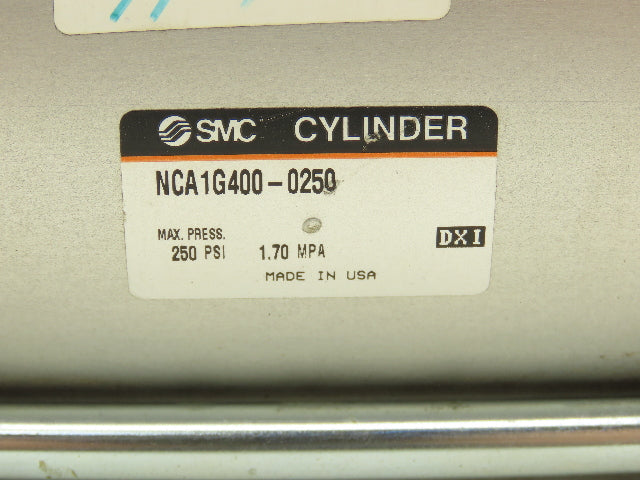 SMC CYLINDER
NCA1G400-0250
MAX. PRESS.
250 PSI 1.70 MPA
DXI
MADE IN USA